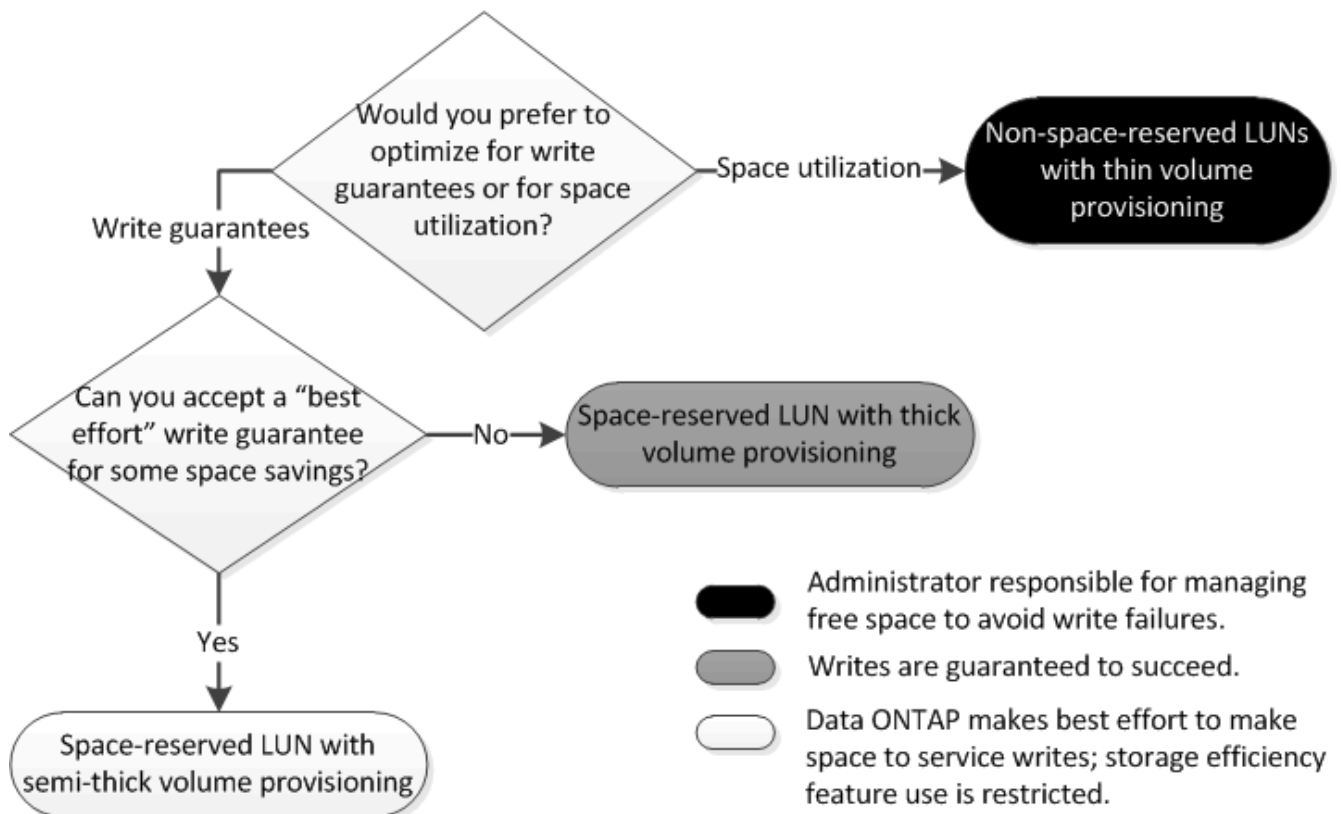 Would you prefer to
optimize for write
guarantees or for space
utilization?
Space utilization
Non-space-reserved LUNs
with thin volume
provisioning
Write guarantees
Can you accept a “best
effort” write guarantee
for some space savings?
No
Space-reserved LUN with thick
volume provisioning
Yes
Space-reserved LUN with
semi-thick volume provisioning
Administrator responsible for managing
free space to avoid write failures.
Writes are guaranteed to succeed.
Data ONTAP makes best effort to make
space to service writes; storage efficiency
feature use is restricted.